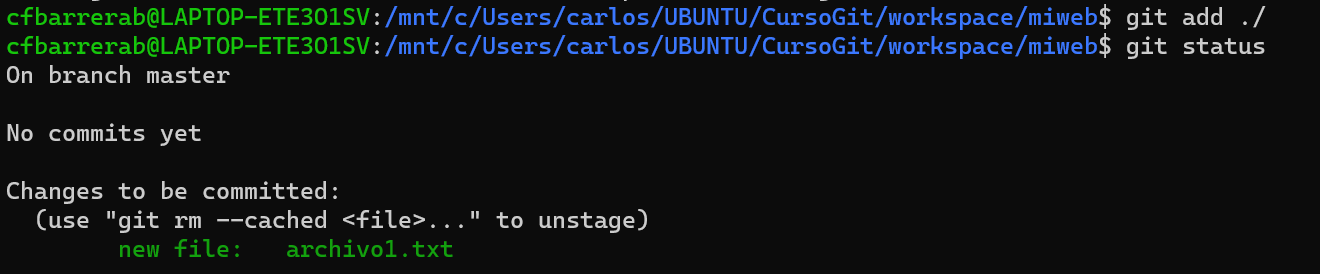 cfbarrerab@LAPTOP-ETE3O1SV:/mnt/c/Users/carlos/UBUNTU/CursoGit/workspace/miweb$ git add ./
cfbarrerab@LAPTOP-ETE3O1SV:/mnt/c/Users/carlos/UBUNTU/CursoGit/workspace/miweb$ git status
On branch master

No commits yet

Changes to be committed:
  (use "git rm --cached <file>..." to unstage)
        new file:   archivo1.txt